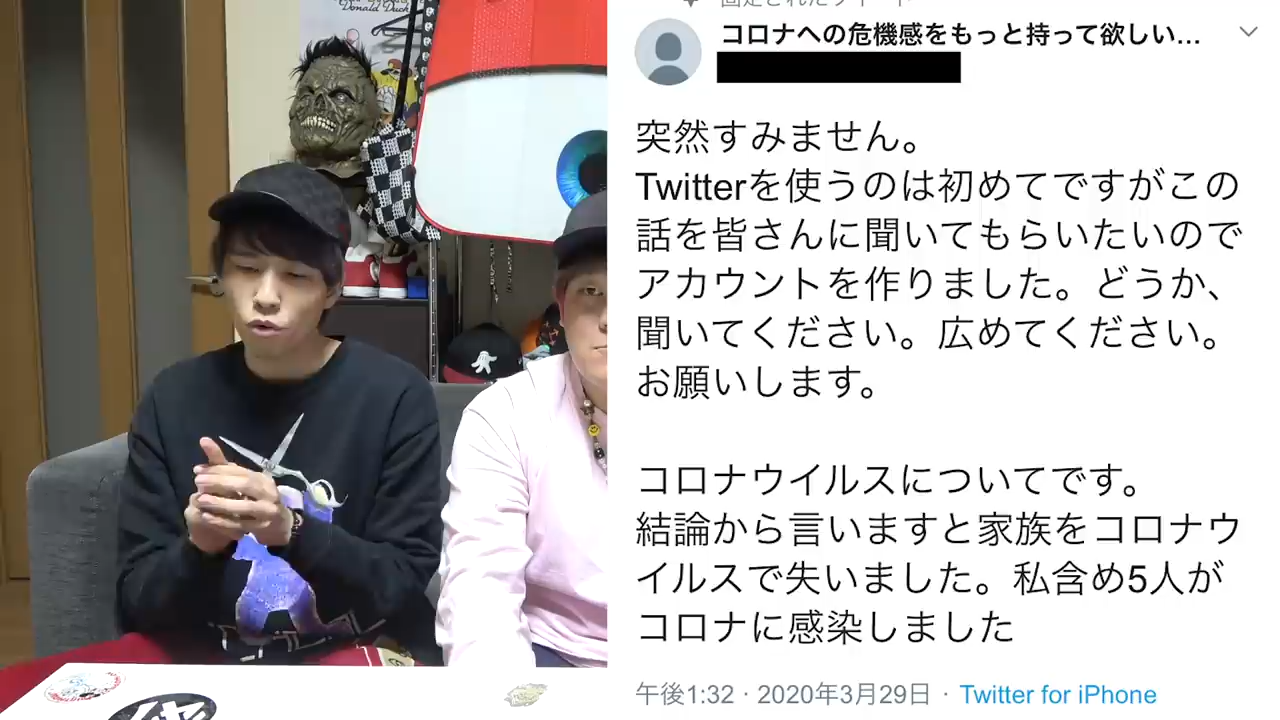 Donald Duck
コロナへの危機感をもっと持って欲しい…
突然すみません。
Twitterを使うのは初めてですがこの
話を皆さんに聞いてもらいたいので
アカウントを作りました。どうか、
聞いてください。広めてください。
お願いします。
コロナウイルスについてです。
結論から言いますと家族をコロナウ
イルスで失いました。私含め5人が
コロナに感染しました
午後1:32 · 2020年3月29日 · Twitter for iPhone